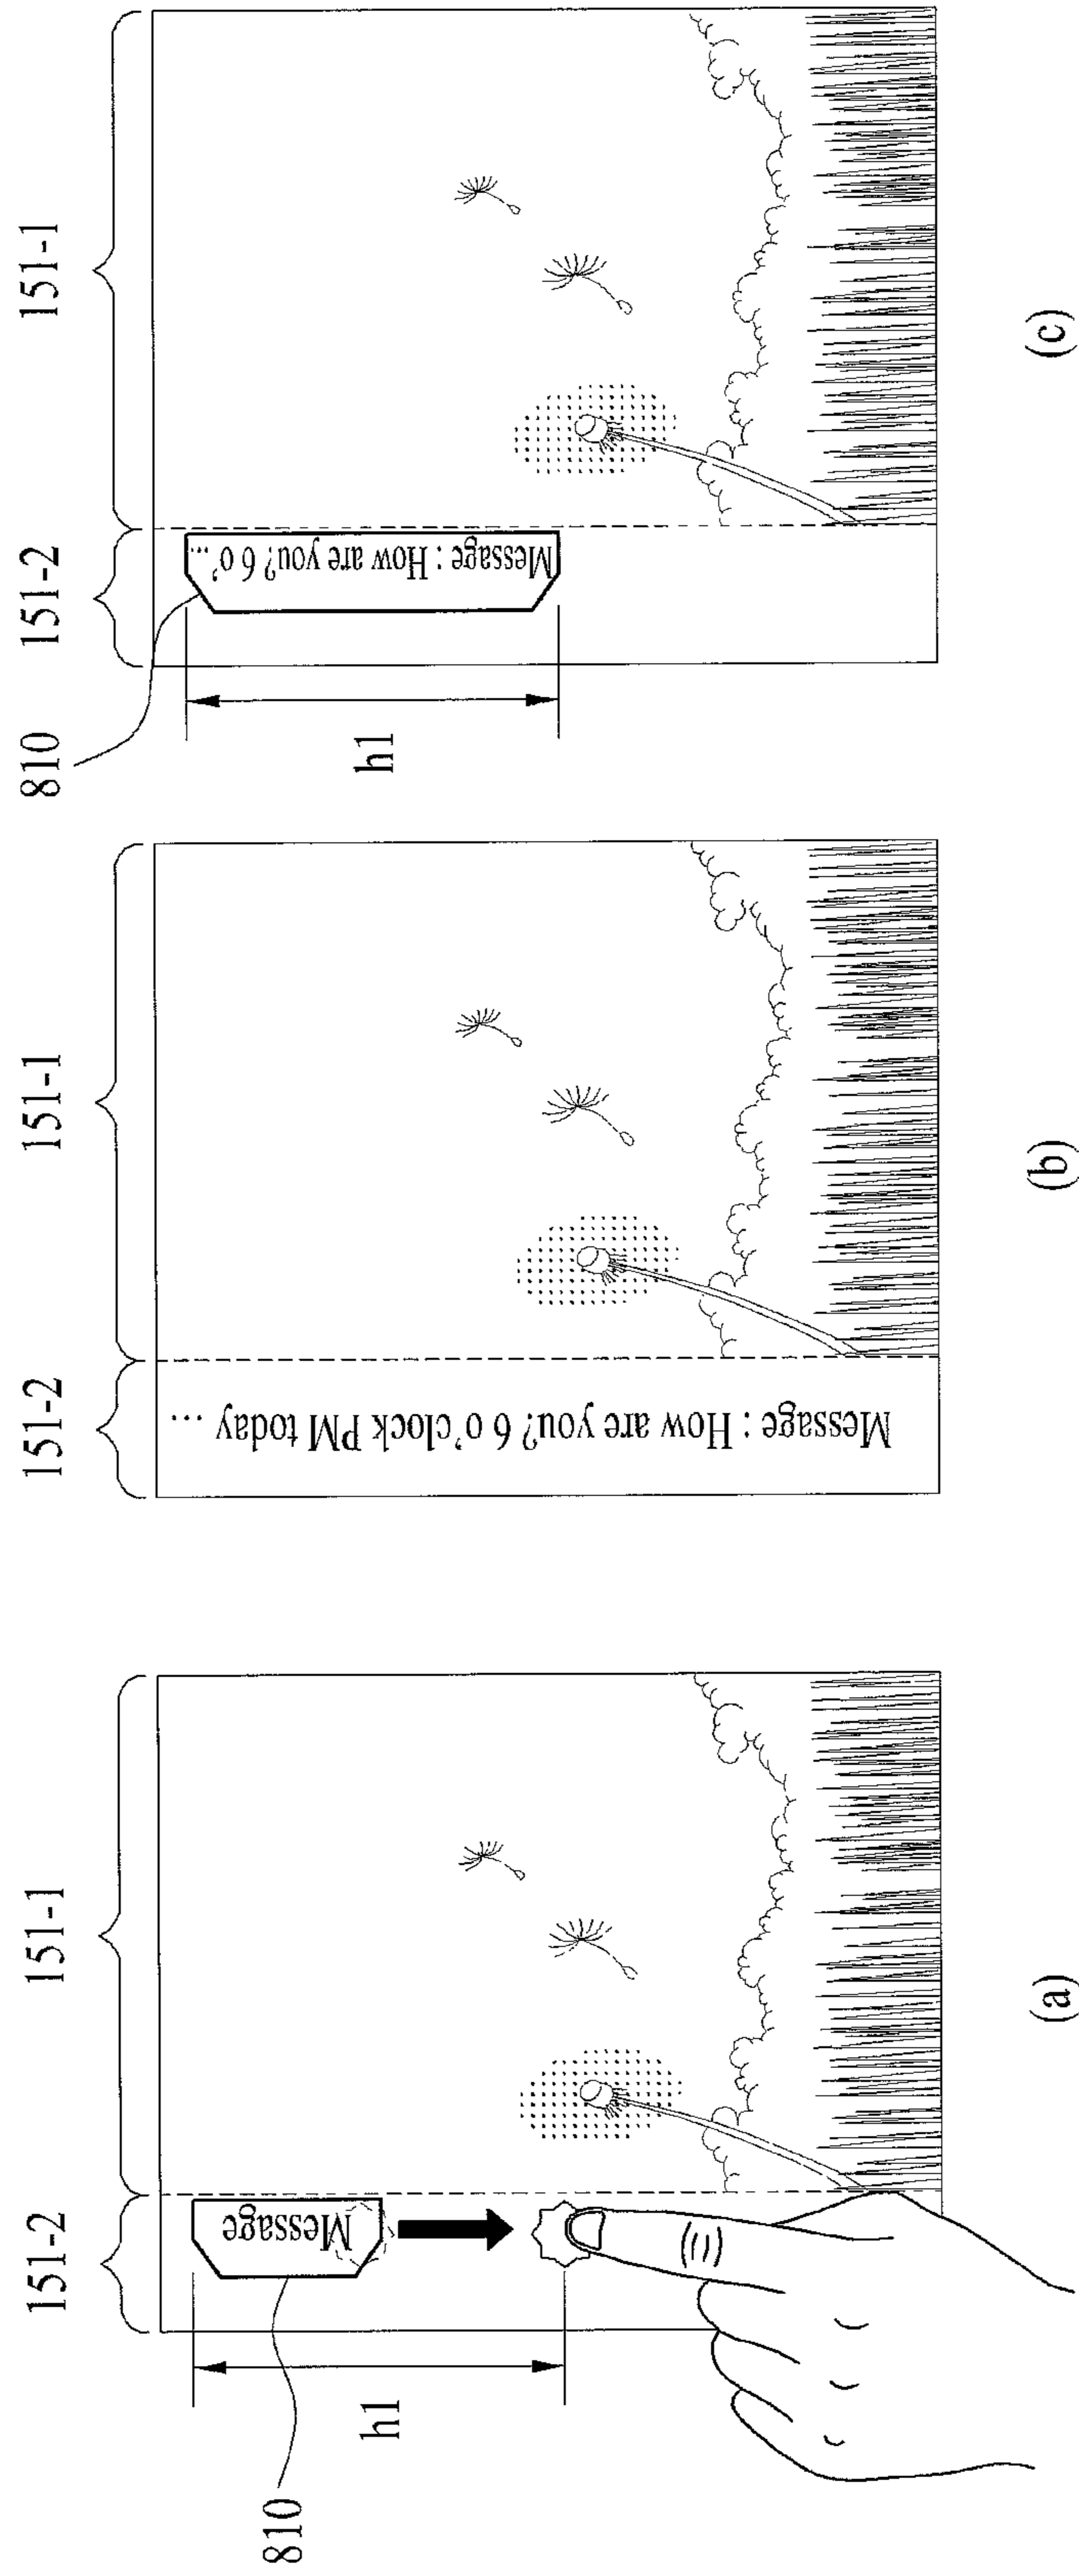 810
151-2
151-1
Message
h1
(a)
151-2
151-1
Message : How are you? 6 o'clock PM today ...
(b)
810
151-2
151-1
Message : How are you? 6 o' ...
h1
(c)